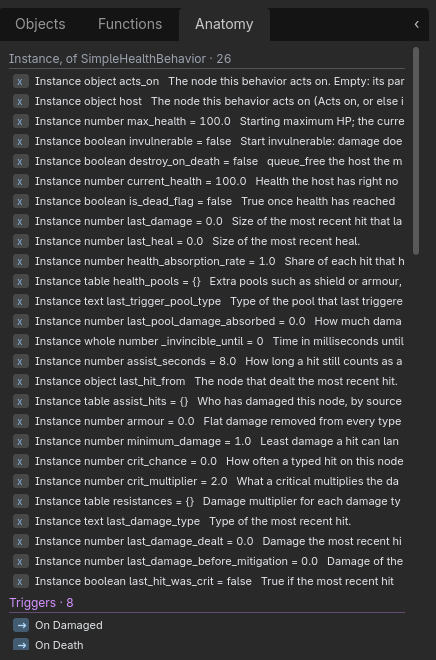 Objects Functions Anatomy ‹
Instance, of SimpleHealthBehavior · 26
x Instance object acts_on The node this behavior acts on. Empty: its par
x Instance object host The node this behavior acts on (Acts on, or else i
x Instance number max_health = 100.0 Starting maximum HP; the curre
x Instance boolean invulnerable = false Start invulnerable: damage doe
x Instance boolean destroy_on_death = false queue_free the host the m
x Instance number current_health = 100.0 Health the host has right no
x Instance boolean is_dead_flag = false True once health has reached
x Instance number last_damage = 0.0 Size of the most recent hit that la
x Instance number last_heal = 0.0 Size of the most recent heal.
x Instance number health_absorption_rate = 1.0 Share of each hit that h
x Instance table health_pools = {} Extra pools such as shield or armour,
x Instance text last_trigger_pool_type Type of the pool that last triggere
x Instance number last_pool_damage_absorbed = 0.0 How much dama
x Instance whole number _invincible_until = 0 Time in milliseconds until
x Instance number assist_seconds = 8.0 How long a hit still counts as a
x Instance object last_hit_from The node that dealt the most recent hit.
x Instance table assist_hits = {} Who has damaged this node, by source
x Instance number armour = 0.0 Flat damage removed from every type
x Instance number minimum_damage = 1.0 Least damage a hit can lan
x Instance number crit_chance = 0.0 How often a typed hit on this node
x Instance number crit_multiplier = 2.0 What a critical multiplies the da
x Instance table resistances = {} Damage multiplier for each damage ty
x Instance text last_damage_type Type of the most recent hit.
x Instance number last_damage_dealt = 0.0 Damage the most recent hi
x Instance number last_damage_before_mitigation = 0.0 Damage of the
x Instance boolean last_hit_was_crit = false True if the most recent hit
Triggers · 8
→ On Damaged
→ On Death